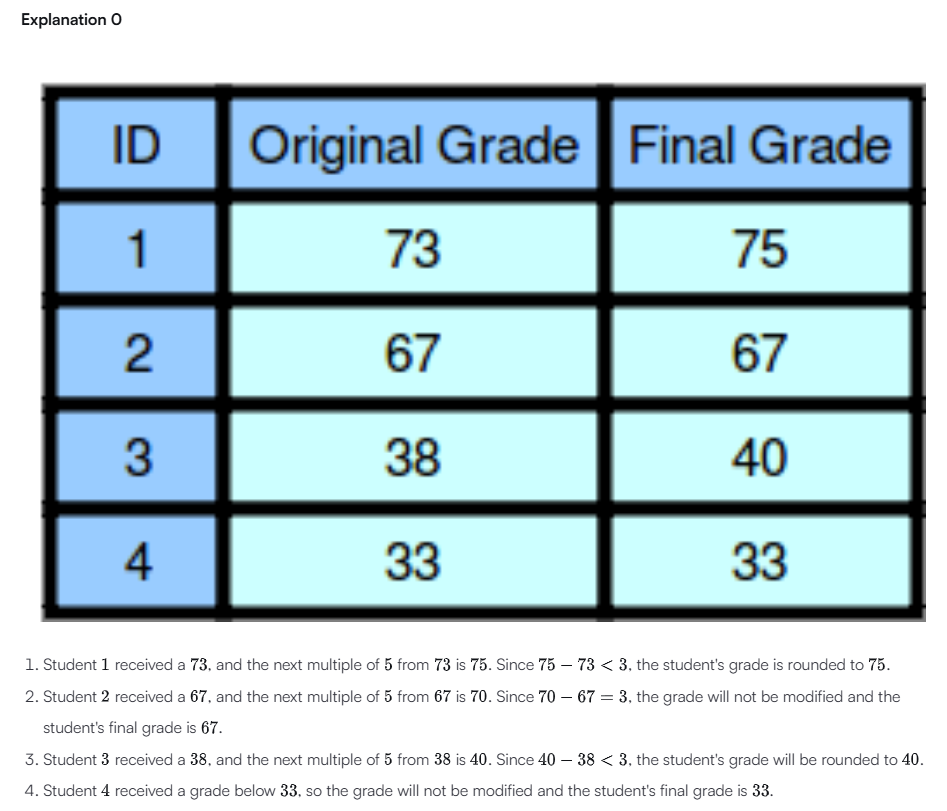 Explanation 0
ID Original Grade Final Grade
1 73 75
2 67 67
3 38 40
4 33 33
1. Student 1 received a 73, and the next multiple of 5 from 73 is 75. Since 75 − 73 < 3, the student's grade is rounded to 75.
2. Student 2 received a 67, and the next multiple of 5 from 67 is 70. Since 70 − 67 = 3, the grade will not be modified and the
student's final grade is 67.
3. Student 3 received a 38, and the next multiple of 5 from 38 is 40. Since 40 − 38 < 3, the student's grade will be rounded to 40.
4. Student 4 received a grade below 33, so the grade will not be modified and the student's final grade is 33.